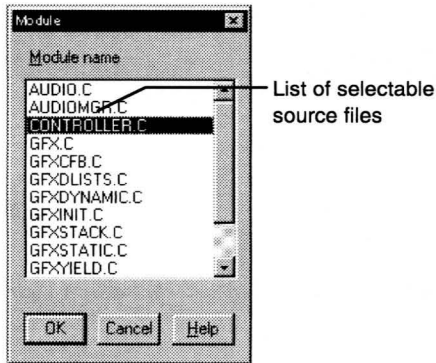 Module
Module name
AUDIO.C
AUDIOMGR.C
CONTROLLER.C
GFX.C
GFXCFB.C
GFXDLISTS.C
GFXDYNAMIC.C
GFXINIT.C
GFXSTACK.C
GFXSTATIC.C
GFXYIELD.C
OK
Cancel
Help
List of selectable
source files